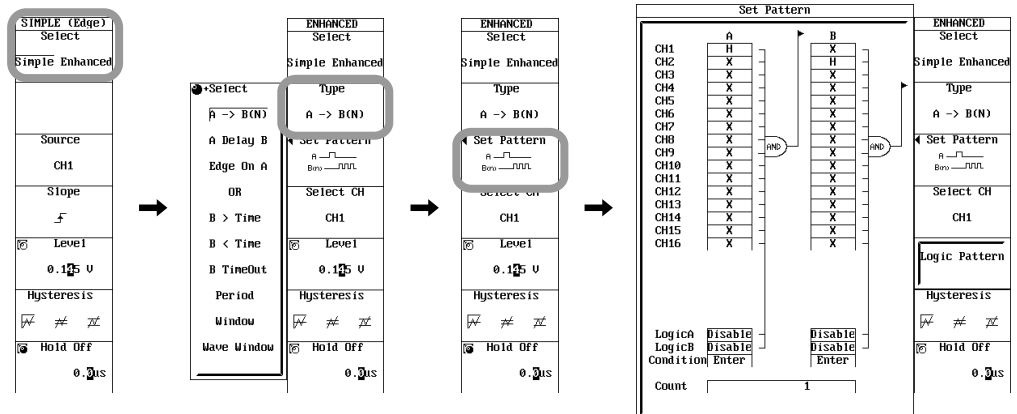 SIMPLE (Edge)
Select
Simple Enhanced
Source
CH1
Slope
Level
0.145 V
Hysteresis
Hold Off
0.0us
+Select
A -> B(N)
A Delay B
Edge On A
OR
B > Time
B < Time
B TimeOut
Period
Window
Wave Window
ENHANCED
Select
Simple Enhanced
Type
A -> B(N)
Set Pattern
A
B(N)
Select CH
CH1
Level
0.145 V
Hysteresis
Hold Off
0.0us
ENHANCED
Select
Simple Enhanced
Type
A -> B(N)
Set Pattern
A
B(N)
Select CH
CH1
Level
0.145 V
Hysteresis
Hold Off
0.0us
Set Pattern
A B
CH1 H X
CH2 X H
CH3 X X
CH4 X X
CH5 X X
CH6 X X
CH7 X X
CH8 X X
AND AND
CH9 X X
CH10 X X
CH11 X X
CH12 X X
CH13 X X
CH14 X X
CH15 X X
CH16 X X
LogicA Disable Disable
LogicB Disable Disable
Condition Enter Enter
Count 1
ENHANCED
Select
Simple Enhanced
Type
A -> B(N)
Set Pattern
A
B(N)
Select CH
CH1
Logic Pattern
Hysteresis
Hold Off
0.0us